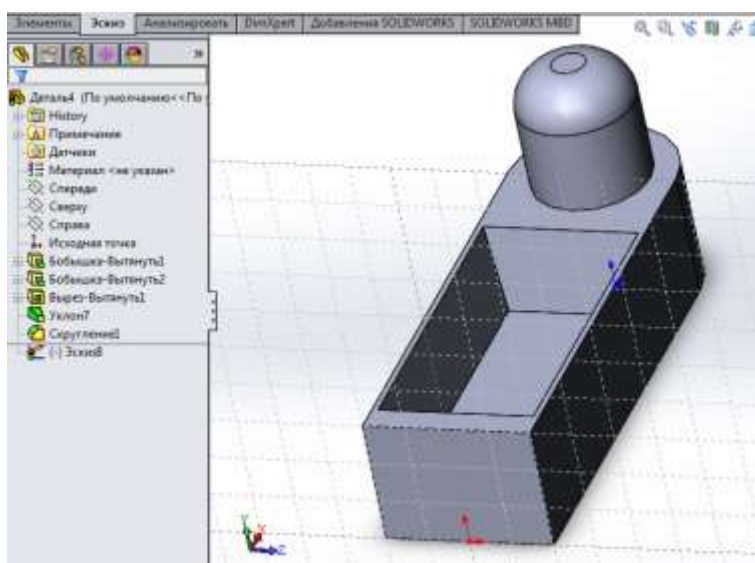 Элементы Эскиз Анализировать DimXpert Добавления SOLIDWORKS SOLIDWORKS MBD
Деталь4 (По умолчанию<<По у
History
Примечание
Датчики
Материал <не указан>
Спереди
Сверху
Справа
Исходная точка
Бобышка-Вытянуть1
Бобышка-Вытянуть2
Вырез-Вытянуть1
Уклон7
Скругление1
(-) Эскиз8
Y X Z